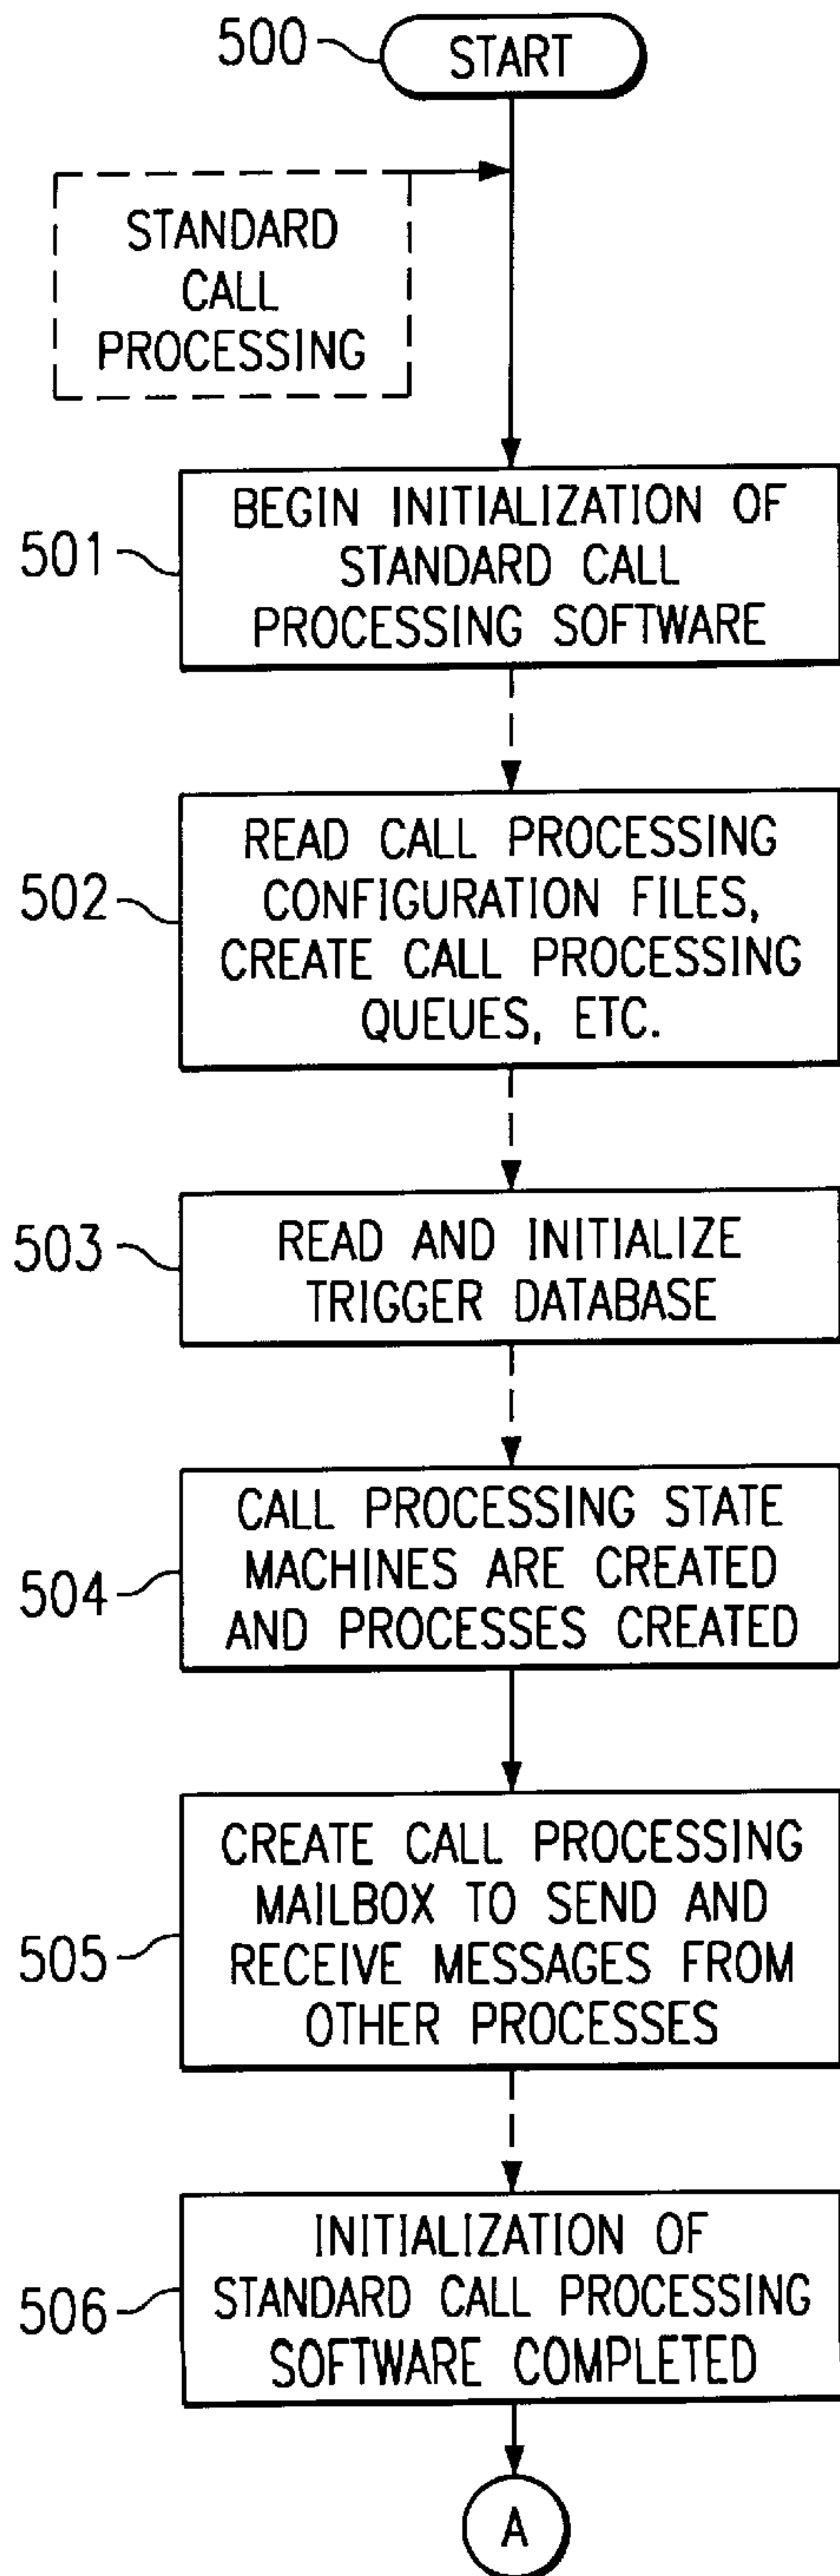 500
START
STANDARD
CALL
PROCESSING
501
BEGIN INITIALIZATION OF
STANDARD CALL
PROCESSING SOFTWARE
502
READ CALL PROCESSING
CONFIGURATION FILES,
CREATE CALL PROCESSING
QUEUES, ETC.
503
READ AND INITIALIZE
TRIGGER DATABASE
504
CALL PROCESSING STATE
MACHINES ARE CREATED
AND PROCESSES CREATED
505
CREATE CALL PROCESSING
MAILBOX TO SEND AND
RECEIVE MESSAGES FROM
OTHER PROCESSES
506
INITIALIZATION OF
STANDARD CALL PROCESSING
SOFTWARE COMPLETED
A